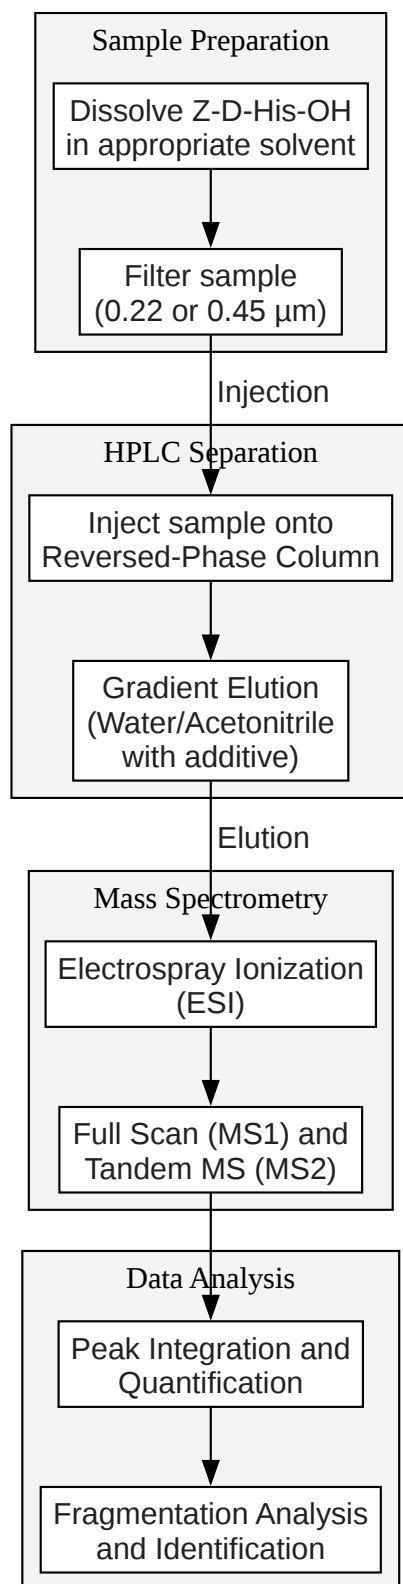 Sample Preparation
Dissolve Z-D-His-OH
in appropriate solvent
Filter sample
(0.22 or 0.45 µm)
Injection
HPLC Separation
Inject sample onto
Reversed-Phase Column
Gradient Elution
(Water/Acetonitrile
with additive)
Elution
Mass Spectrometry
Electrospray Ionization
(ESI)
Full Scan (MS1) and
Tandem MS (MS2)
Data Analysis
Peak Integration and
Quantification
Fragmentation Analysis
and Identification